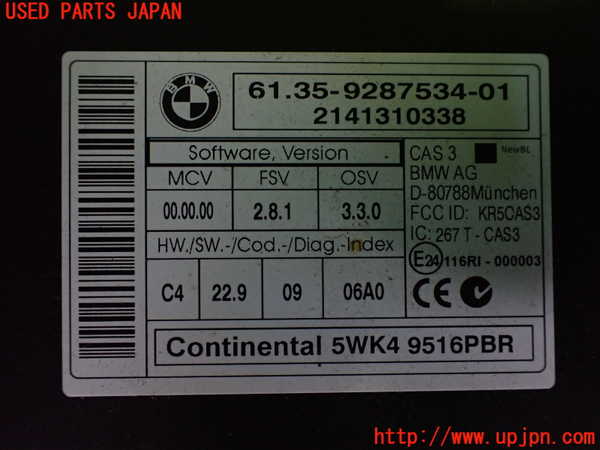 USED PARTS JAPAN
BMW
61.35-9287534-01
2141310338
Software, Version
MCV FSV OSV
00.00.00 2.8.1 3.3.0
HW./SW.-/Cod.-/Diag.-Index
C4 22.9 09 06A0
CAS 3 NewBL
BMW AG
D-80788München
FCC ID: KR5CAS3
IC: 267 T - CAS3
E24 116RI - 000003
CE
Continental 5WK4 9516PBR
http://www.upjpn.com/